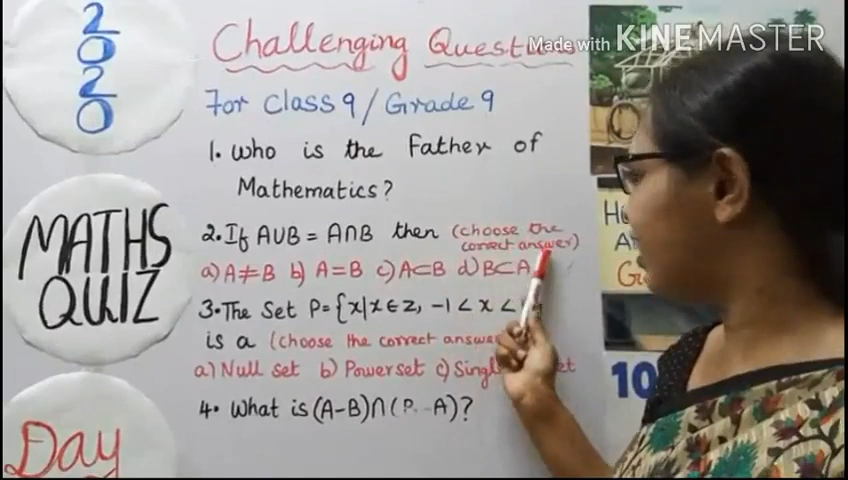 2020
Challenging Question
Made with KINEMASTER
For Class 9 / Grade 9
1. Who is the Father of
Mathematics?
MATHS
QUIZ
2. If A∪B = A∩B then (choose the
correct answer)
a) A≠B b) A=B c) A⊂B d) B⊂A
3. The Set P= {x|x∈z, -1 < x <
is a (choose the correct answe
a) Null set b) Powerset c) Singl
4. What is (A-B)∩( - A)?
Day
10